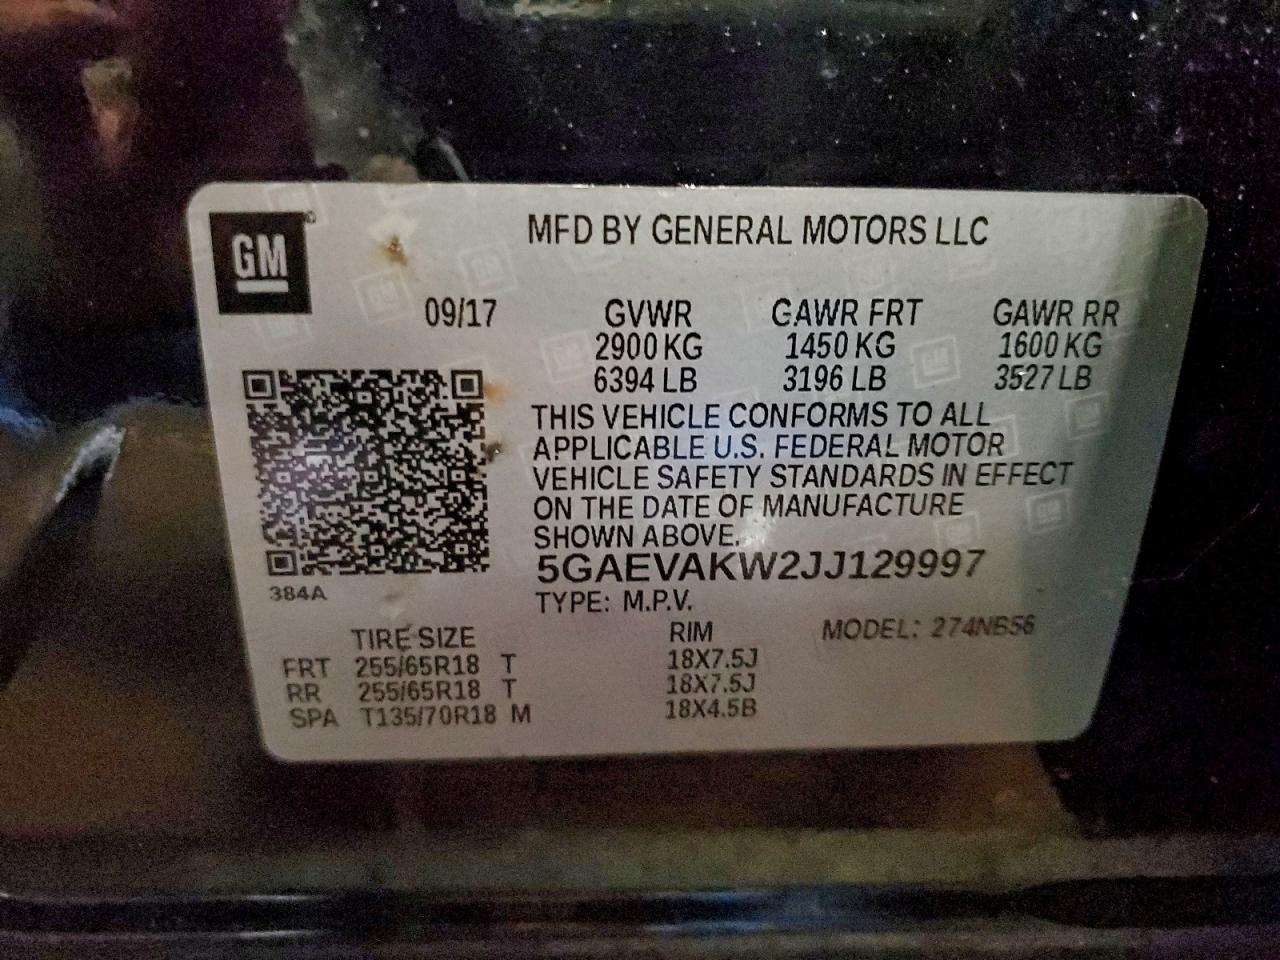 GM
MFD BY GENERAL MOTORS LLC
09/17 GVWR GAWR FRT GAWR RR
2900 KG 1450 KG 1600 KG
6394 LB 3196 LB 3527 LB
THIS VEHICLE CONFORMS TO ALL
APPLICABLE U.S. FEDERAL MOTOR
VEHICLE SAFETY STANDARDS IN EFFECT
ON THE DATE OF MANUFACTURE
SHOWN ABOVE.
5GAEVAKW2JJ129997
384A
TYPE: M.P.V.
TIRE SIZE RIM MODEL: 274NB56
FRT 255/65R18 T 18X7.5J
RR 255/65R18 T 18X7.5J
SPA T135/70R18 M 18X4.5B